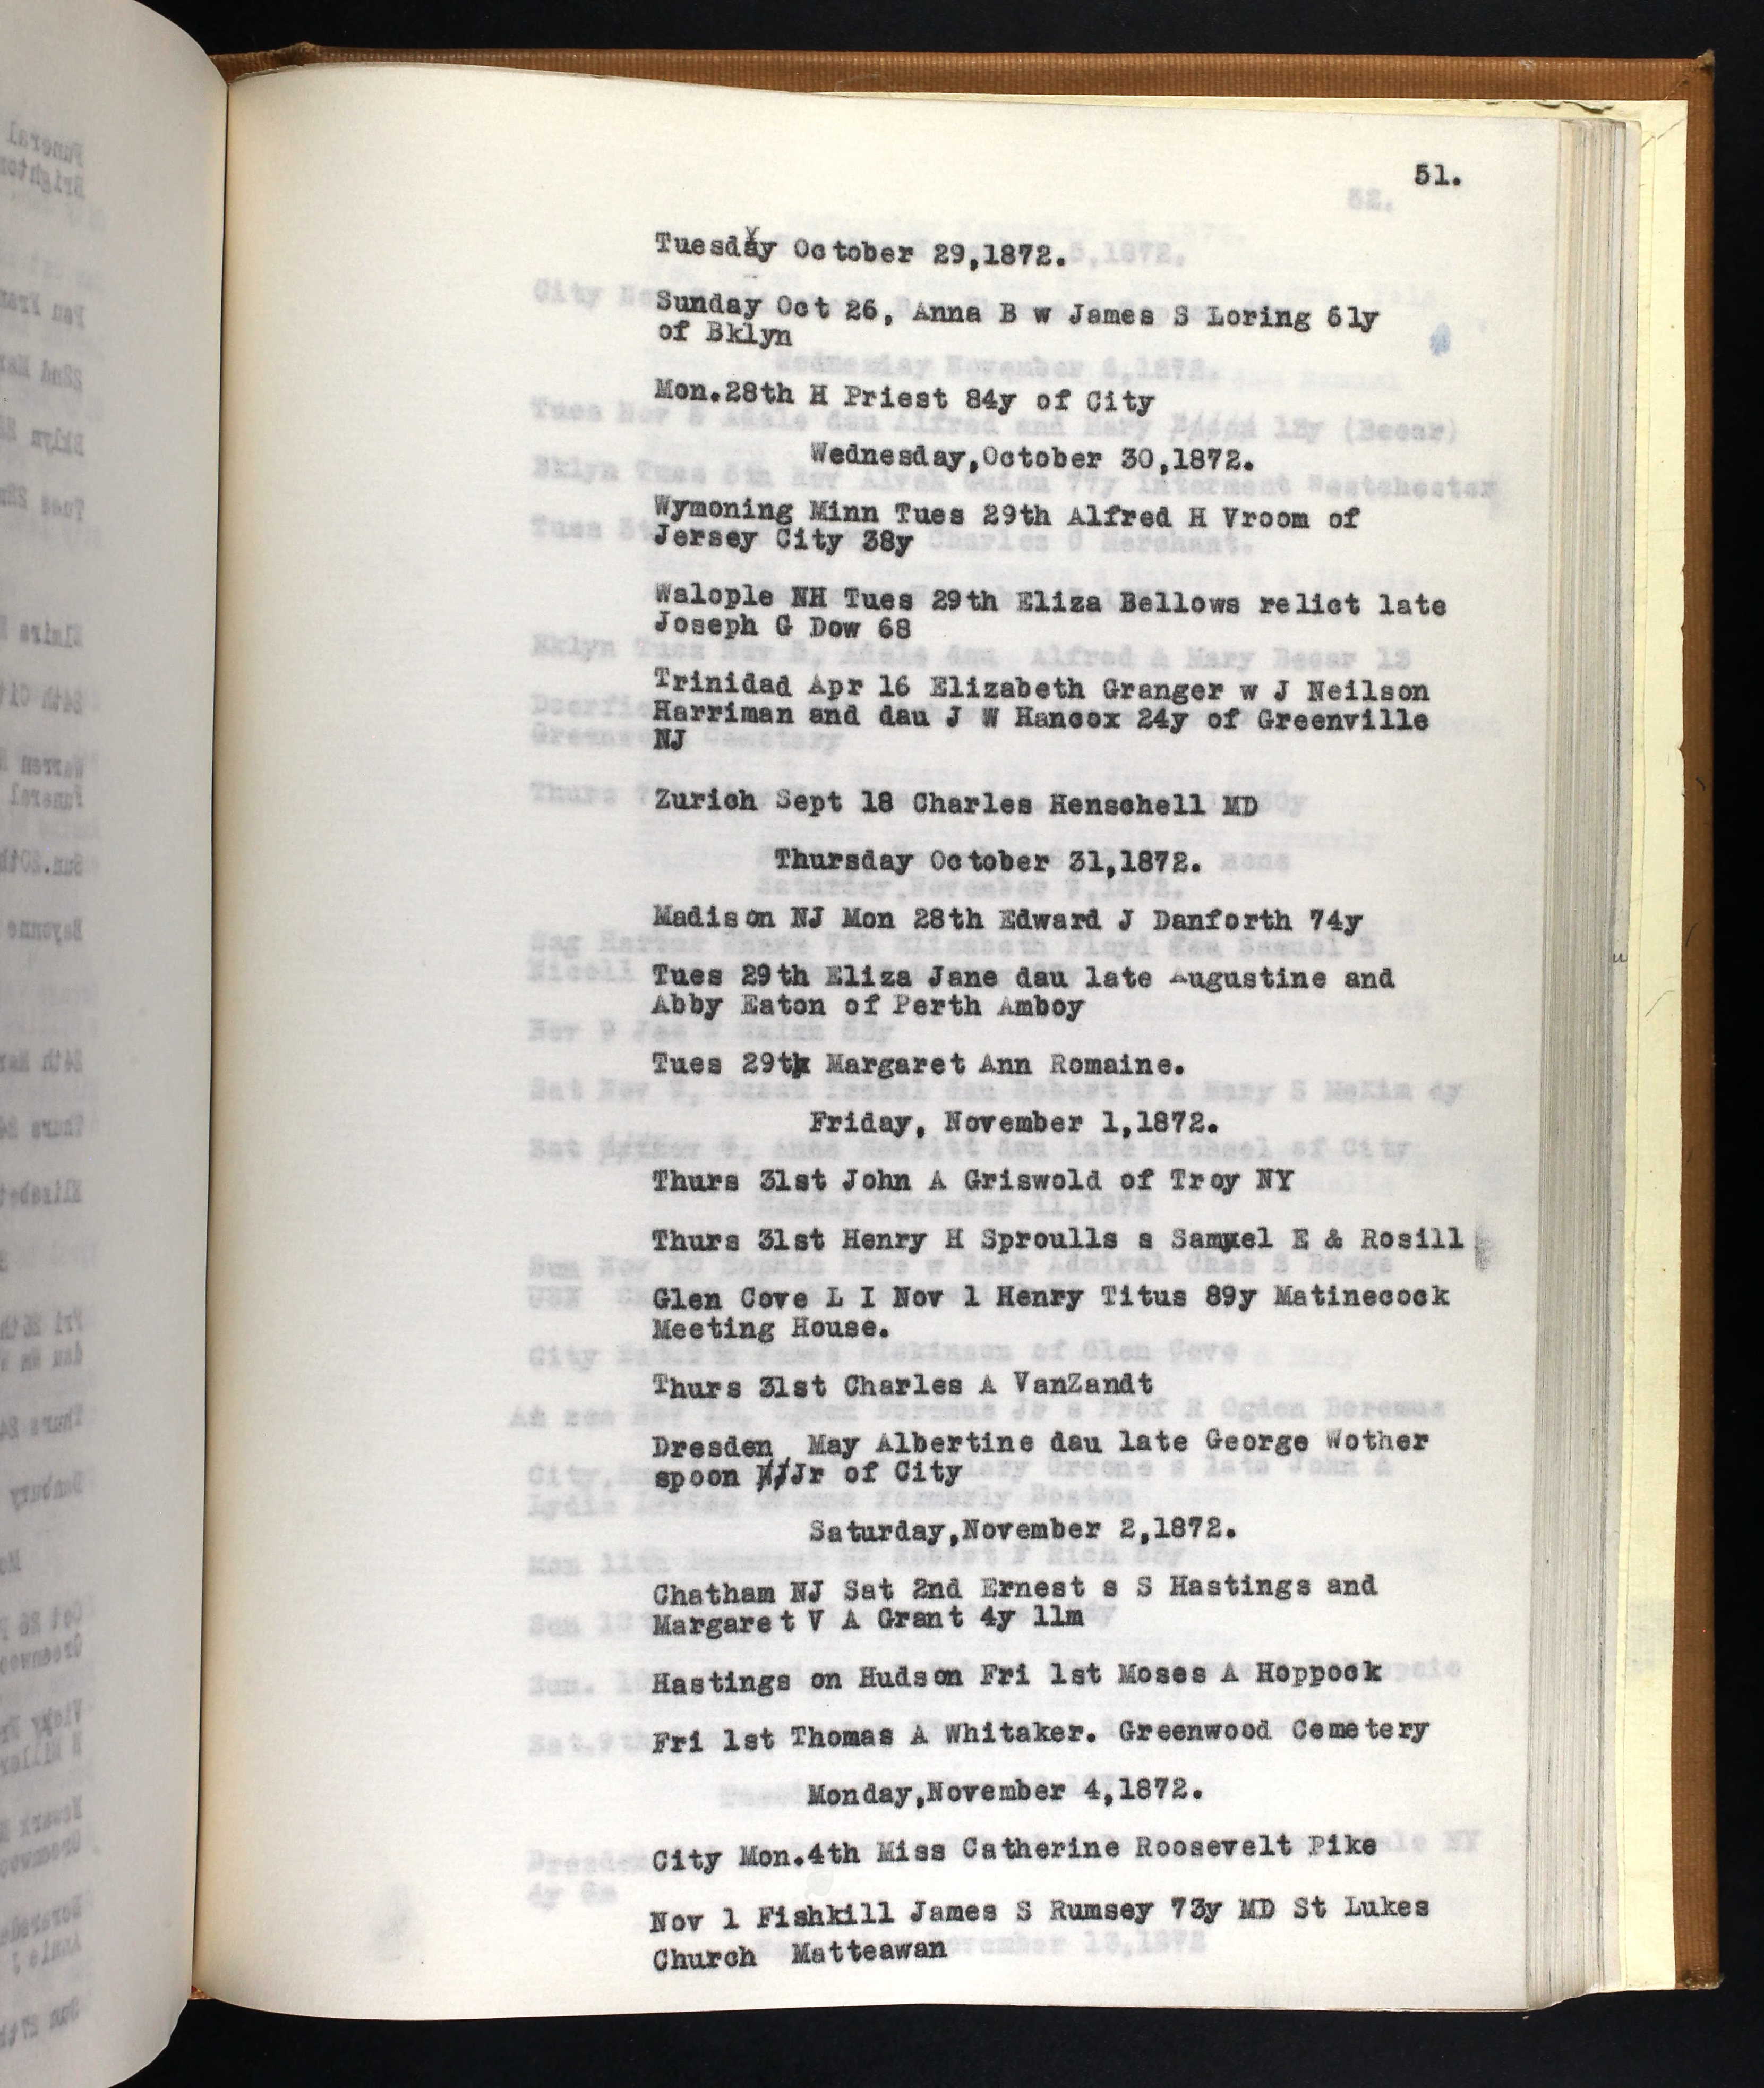 51.
Tuesday October 29,1872.
Sunday Oct 26, Anna B w James S Loring 61y
of Bklyn
Mon.28th H Priest 84y of City
Wednesday,October 30,1872.
Wymoning Minn Tues 29th Alfred H Vroom of
Jersey City 38y
Walople NH Tues 29th Eliza Bellows relict late
Joseph G Dow 68
Trinidad Apr 16 Elizabeth Granger w J Neilson
Harriman and dau J W Hancox 24y of Greenville
NJ
Zurich Sept 18 Charles Henschell MD
Thursday October 31,1872.
Madison NJ Mon 28th Edward J Danforth 74y
Tues 29th Eliza Jane dau late Augustine and
Abby Eaton of Perth Amboy
Tues 29th Margaret Ann Romaine.
Friday, November 1,1872.
Thurs 31st John A Griswold of Troy NY
Thurs 31st Henry H Sproulls s Samuel E & Rosill
Glen Cove L I Nov 1 Henry Titus 89y Matinecock
Meeting House.
Thurs 31st Charles A VanZandt
Dresden, May Albertine dau late George Wother
spoon Jr of City
Saturday,November 2,1872.
Chatham NJ Sat 2nd Ernest s S Hastings and
Margaret V A Grant 4y 11m
Hastings on Hudson Fri 1st Moses A Hoppock
Fri 1st Thomas A Whitaker. Greenwood Cemetery
Monday,November 4,1872.
City Mon.4th Miss Catherine Roosevelt Pike
Nov 1 Fishkill James S Rumsey 73y MD St Lukes
Church Matteawan